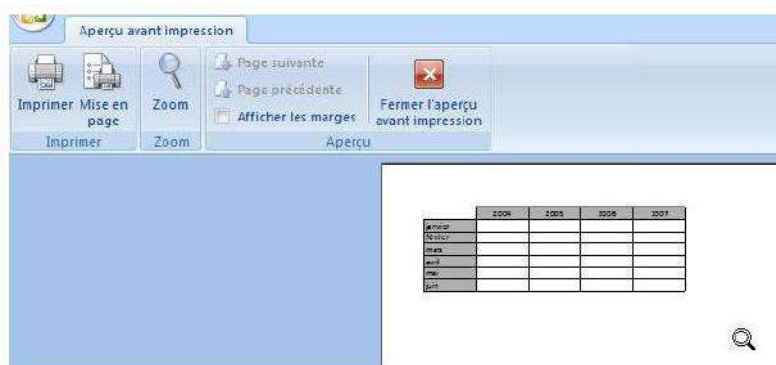 Aperçu avant impression
Imprimer
Mise en page
Zoom
Page suivante
Page précédente
Afficher les marges
Fermer l'aperçu
avant impression
Imprimer
Zoom
Aperçu
2004 2005 2006 2007
janvier
février
mars
avril
mai
juin